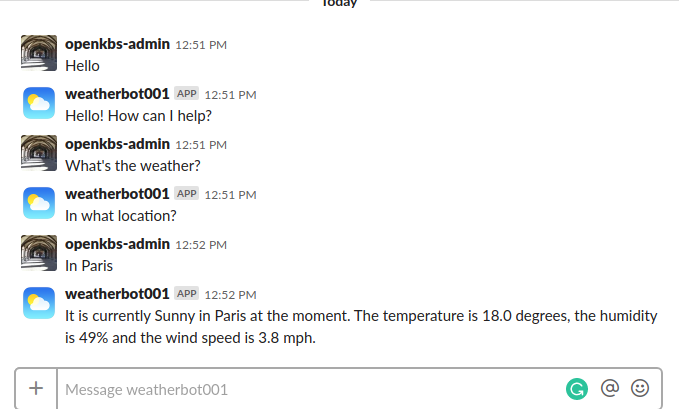 Today
openkbs-admin 12:51 PM
Hello
weatherbot001 APP 12:51 PM
Hello! How can I help?
openkbs-admin 12:51 PM
What's the weather?
weatherbot001 APP 12:51 PM
In what location?
openkbs-admin 12:52 PM
In Paris
weatherbot001 APP 12:52 PM
It is currently Sunny in Paris at the moment. The temperature is 18.0 degrees, the humidity
is 49% and the wind speed is 3.8 mph.
+ Message weatherbot001 G @